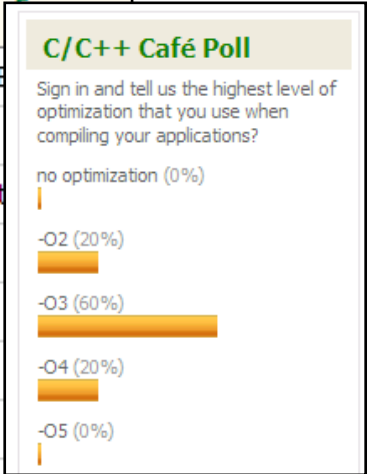 C/C++ Café Poll
Sign in and tell us the highest level of
optimization that you use when
compiling your applications?
no optimization (0%)
-O2 (20%)
-O3 (60%)
-O4 (20%)
-O5 (0%)